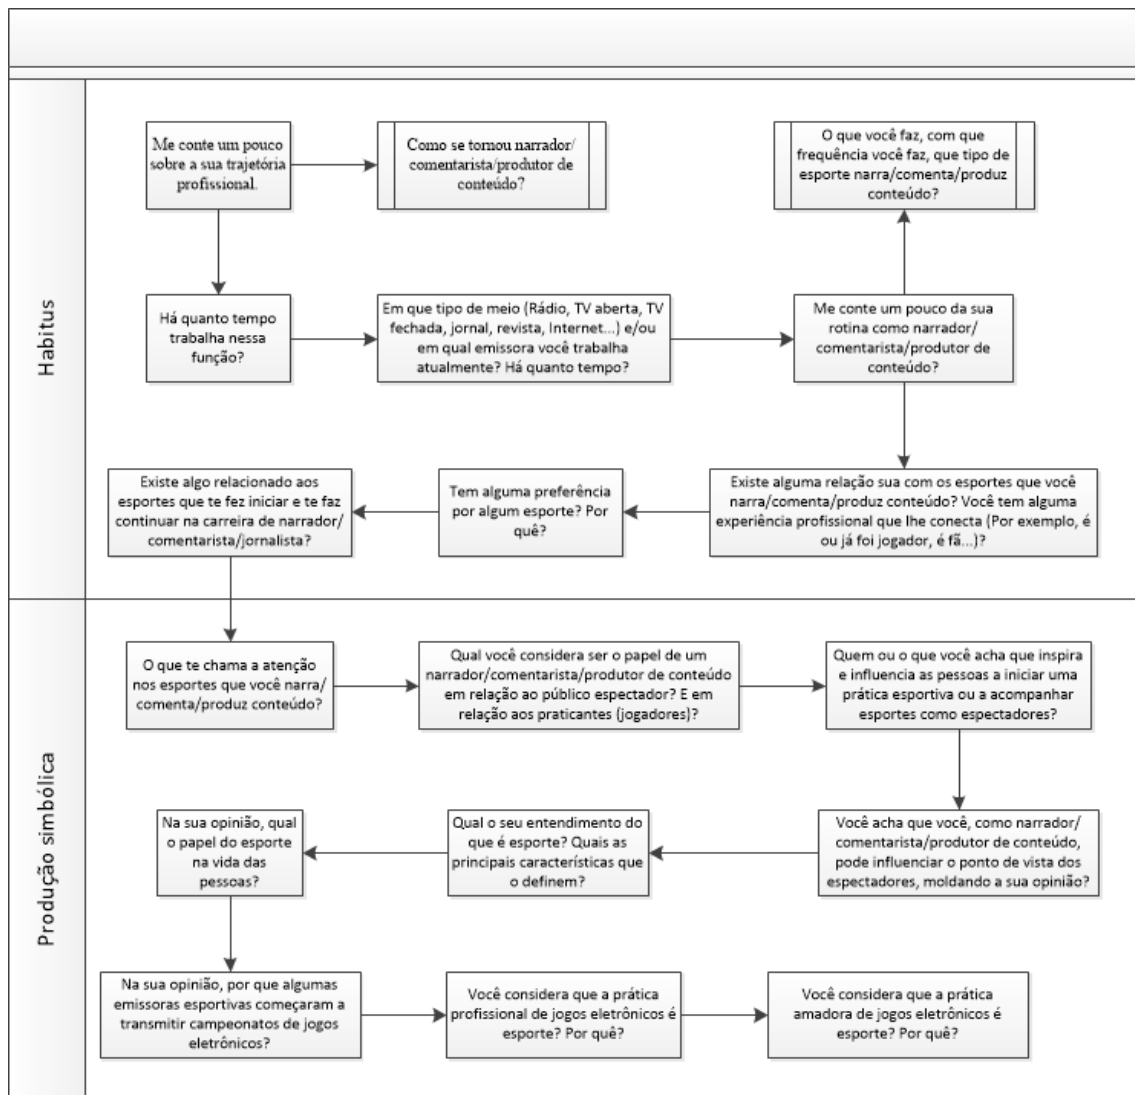 Habitus
Me conte um pouco
sobre a sua trajetória
profissional.
Como se tornou narrador/
comentarista/produtor de
conteúdo?
O que você faz, com que
frequência você faz, que tipo de
esporte narra/comenta/produz
conteúdo?
Há quanto tempo
trabalha nessa
função?
Em que tipo de meio (Rádio, TV aberta, TV
fechada, jornal, revista, Internet...) e/ou
em qual emissora você trabalha
atualmente? Há quanto tempo?
Me conte um pouco da sua
rotina como narrador/
comentarista/produtor de
conteúdo?
Existe alguma relação sua com os esportes que você
narra/comenta/produz conteúdo? Você tem alguma
experiência profissional que lhe conecta (Por exemplo, é
ou já foi jogador, é fã...)?
Tem alguma preferência
por algum esporte? Por
quê?
Existe algo relacionado aos
esportes que te fez iniciar e te faz
continuar na carreira de narrador/
comentarista/jornalista?
Produção simbólica
O que te chama a atenção
nos esportes que você narra/
comenta/produz conteúdo?
Qual você considera ser o papel de um
narrador/comentarista/produtor de conteúdo
em relação ao público espectador? E em
relação aos praticantes (jogadores)?
Quem ou o que você acha que inspira
e influencia as pessoas a iniciar uma
prática esportiva ou a acompanhar
esportes como espectadores?
Você acha que você, como narrador/
comentarista/produtor de conteúdo,
pode influenciar o ponto de vista dos
espectadores, moldando a sua opinião?
Qual o seu entendimento do
que é esporte? Quais as
principais características que
o definem?
Na sua opinião, qual
o papel do esporte
na vida das
pessoas?
Na sua opinião, por que algumas
emissoras esportivas começaram a
transmitir campeonatos de jogos
eletrônicos?
Você considera que a prática
profissional de jogos eletrônicos é
esporte? Por quê?
Você considera que a prática
amadora de jogos eletrônicos é
esporte? Por quê?